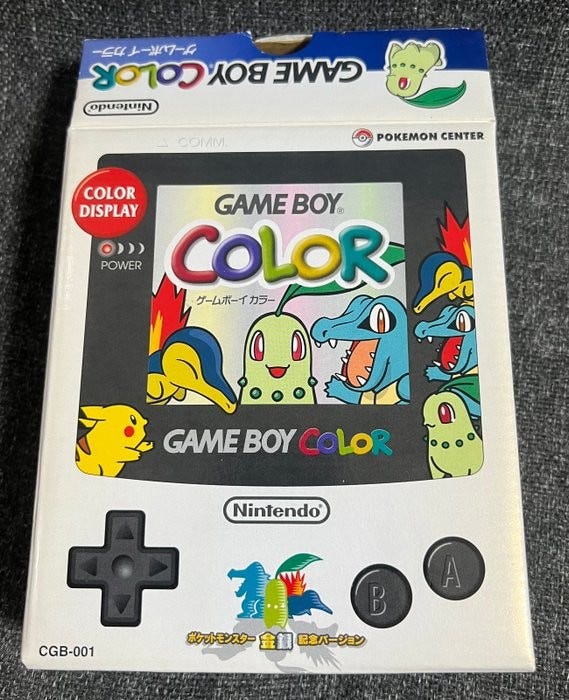 GAME BOY COLOR
ゲームボーイカラー
Nintendo®
△ COMM.
POKEMON CENTER
COLOR
DISPLAY
POWER
GAME BOY®
COLOR
ゲームボーイカラー
GAME BOY COLOR
Nintendo®
B
A
ポケットモンスター 金銀 記念バージョン
CGB-001